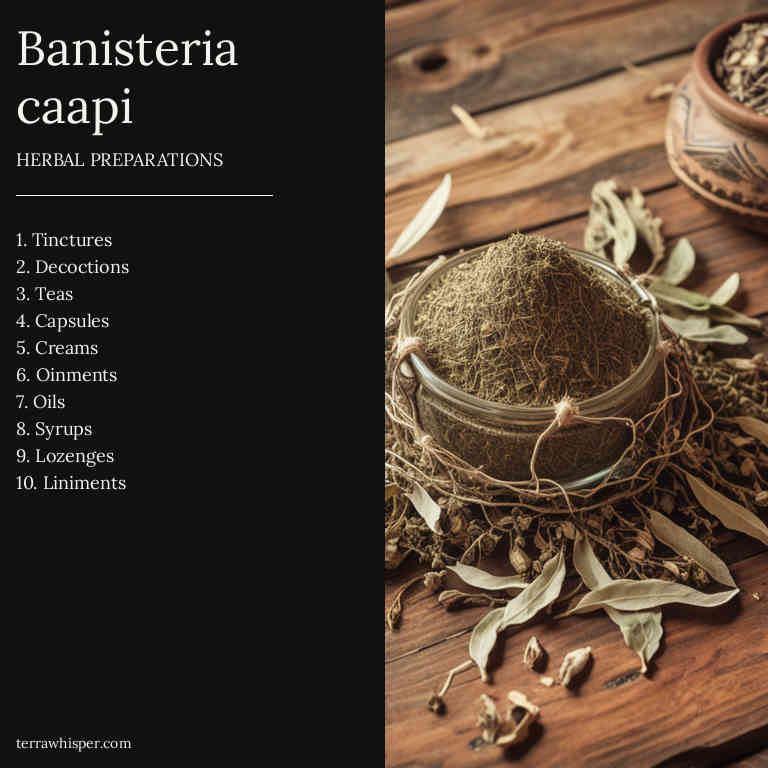 Banisteria
caapi
HERBAL PREPARATIONS
1. Tinctures
2. Decoctions
3. Teas
4. Capsules
5. Creams
6. Oinments
7. Oils
8. Syrups
9. Lozenges
10. Liniments
terrawhisper.com